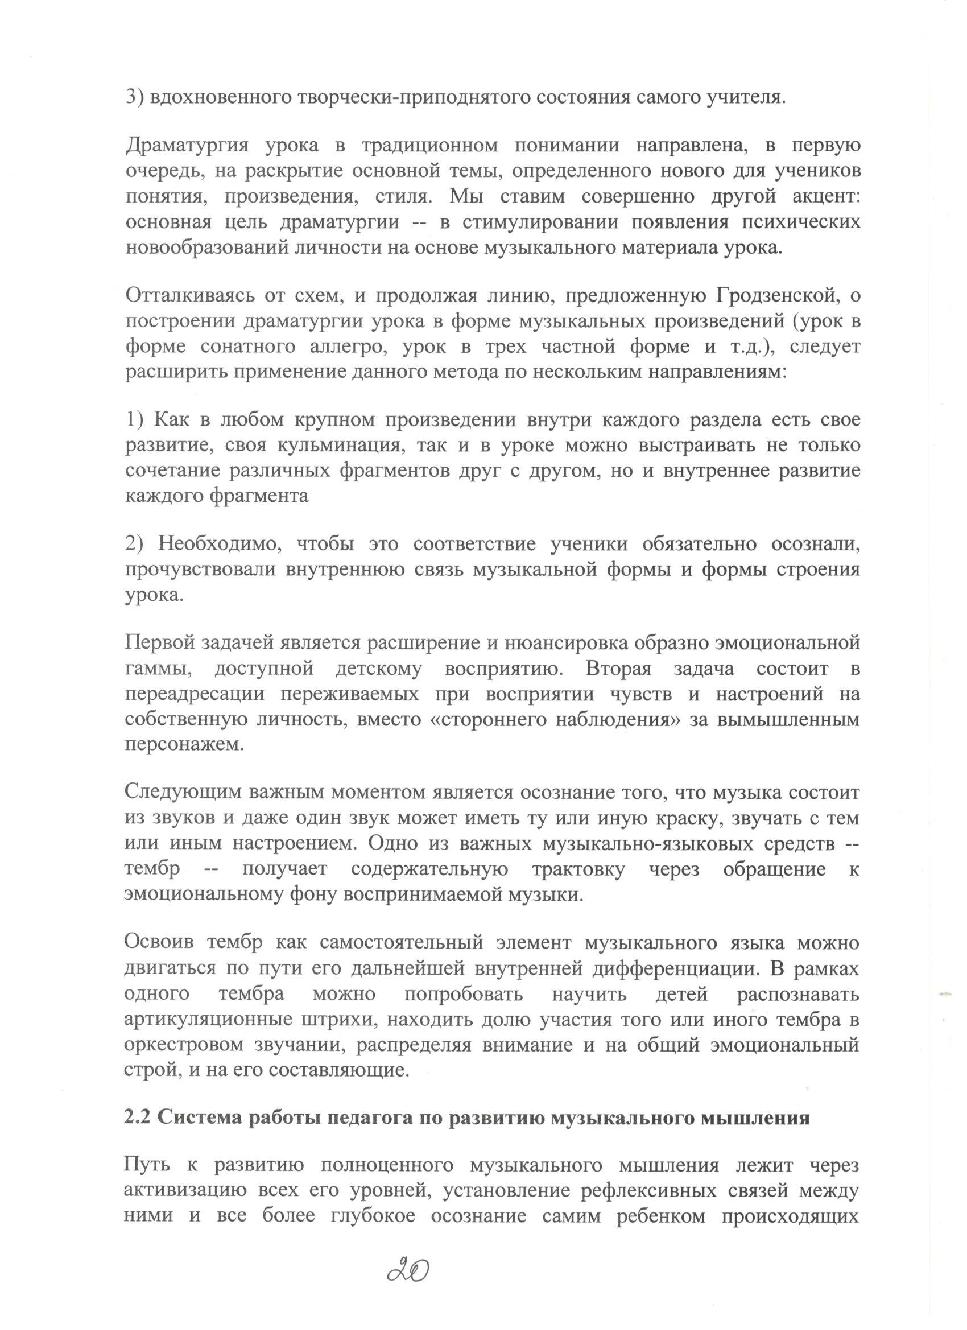 3) вдохновенного творчески-приподнятого состояния самого учителя.
Драматургия урока в традиционном понимании направлена, в первую
очередь, на раскрытие основной темы, определенного нового для учеников
понятия, произведения, стиля. Мы ставим совершенно другой акцент:
основная цель драматургии -- в стимулировании появления психических
новообразований личности на основе музыкального материала урока.
Отталкиваясь от схем, и продолжая линию, предложенную Гродзенской, о
построении драматургии урока в форме музыкальных произведений (урок в
форме сонатного аллегро, урок в трех частной форме и т.д.), следует
расширить применение данного метода по нескольким направлениям:
1) Как в любом крупном произведении внутри каждого раздела есть свое
развитие, своя кульминация, так и в уроке можно выстраивать не только
сочетание различных фрагментов друг с другом, но и внутреннее развитие
каждого фрагмента
2) Необходимо, чтобы это соответствие ученики обязательно осознали,
прочувствовали внутреннюю связь музыкальной формы и формы строения
урока.
Первой задачей является расширение и нюансировка образно эмоциональной
гаммы, доступной детскому восприятию. Вторая задача состоит в
переадресации переживаемых при восприятии чувств и настроений на
собственную личность, вместо «стороннего наблюдения» за вымышленным
персонажем.
Следующим важным моментом является осознание того, что музыка состоит
из звуков и даже один звук может иметь ту или иную краску, звучать с тем
или иным настроением. Одно из важных музыкально-языковых средств --
тембр -- получает содержательную трактовку через обращение к
эмоциональному фону воспринимаемой музыки.
Освоив тембр как самостоятельный элемент музыкального языка можно
двигаться по пути его дальнейшей внутренней дифференциации. В рамках
одного тембра можно попробовать научить детей распознавать
артикуляционные штрихи, находить долю участия того или иного тембра в
оркестровом звучании, распределяя внимание и на общий эмоциональный
строй, и на его составляющие.
2.2 Система работы педагога по развитию музыкального мышления
Путь к развитию полноценного музыкального мышления лежит через
активизацию всех его уровней, установление рефлексивных связей между
ними и все более глубокое осознание самим ребенком происходящих
20